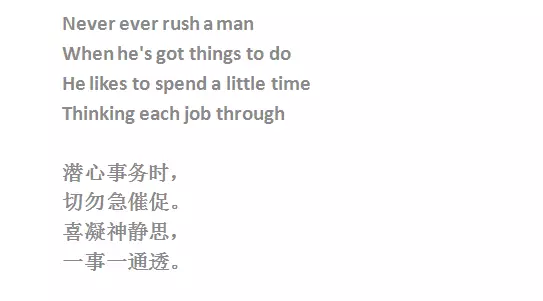 Never ever rush a man
When he's got things to do
He likes to spend a little time
Thinking each job through
潜心事务时，
切勿急催促。
喜凝神静思，
一事一通透。